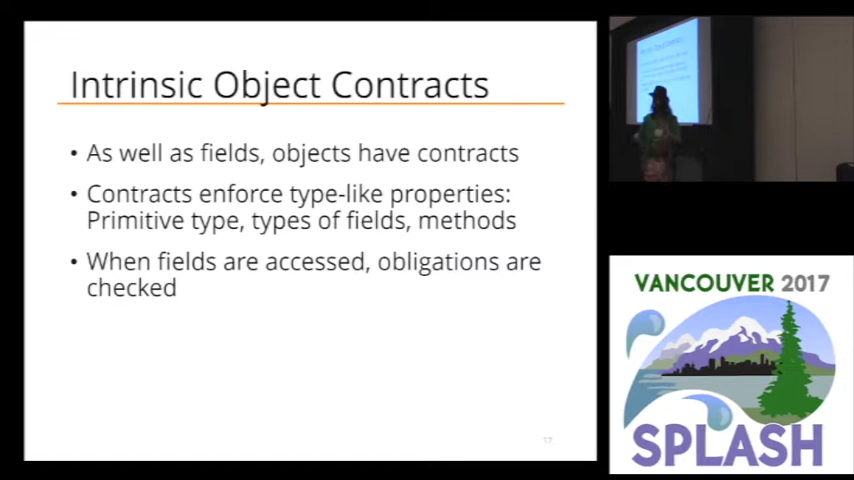 Intrinsic Object Contracts
• As well as fields, objects have contracts
• Contracts enforce type-like properties:
Primitive type, types of fields, methods
• When fields are accessed, obligations are
checked
17
VANCOUVER 2017
SPLASH